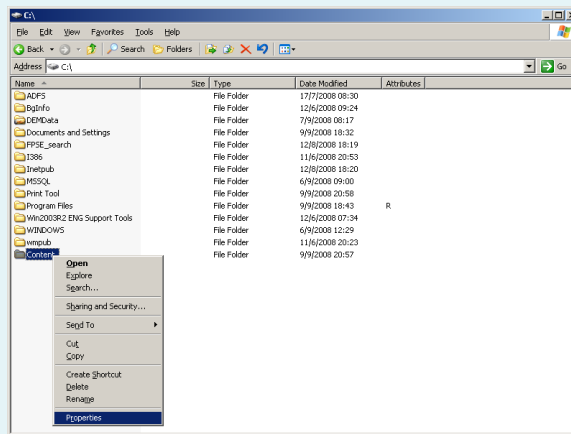 C:\
File Edit View Favorites Tools Help
Back Search Folders
Address C:\ Go
Name Size Type Date Modified Attributes
ADFS File Folder 17/7/2008 08:30
BgInfo File Folder 12/6/2008 09:24
DEMData File Folder 7/9/2008 08:17
Documents and Settings File Folder 9/9/2008 18:32
FPSE_search File Folder 12/8/2008 18:19
I386 File Folder 11/6/2008 20:53
Inetpub File Folder 12/8/2008 18:20
MSSQL File Folder 6/9/2008 09:00
Print Tool File Folder 9/9/2008 20:58
Program Files File Folder 9/9/2008 18:43 R
Win2003R2 ENG Support Tools File Folder 12/6/2008 07:34
WINDOWS File Folder 6/9/2008 12:29
wmpub File Folder 11/6/2008 20:23
Content File Folder 9/9/2008 20:57
Open
Explore
Search...
Sharing and Security...
Send To
Cut
Copy
Create Shortcut
Delete
Rename
Properties